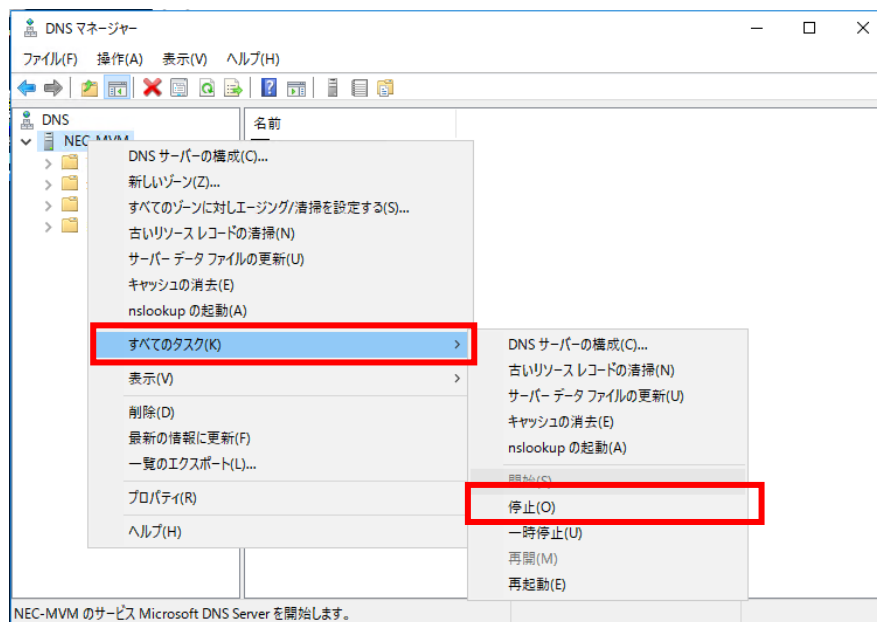 DNS マネージャー
ファイル(F) 操作(A) 表示(V) ヘルプ(H)
DNS
NEC-MVM
名前
DNS サーバーの構成(C)...
新しいゾーン(Z)...
すべてのゾーンに対しエージング/清掃を設定する(S)...
古いリソース レコードの清掃(N)
サーバー データ ファイルの更新(U)
キャッシュの消去(E)
nslookup の起動(A)
すべてのタスク(K)
表示(V)
削除(D)
最新の情報に更新(F)
一覧のエクスポート(L)...
プロパティ(R)
ヘルプ(H)
DNS サーバーの構成(C)...
古いリソース レコードの清掃(N)
サーバー データ ファイルの更新(U)
キャッシュの消去(E)
nslookup の起動(A)
開始(S)
停止(O)
一時停止(U)
再開(M)
再起動(E)
NEC-MVM のサービス Microsoft DNS Server を開始します。